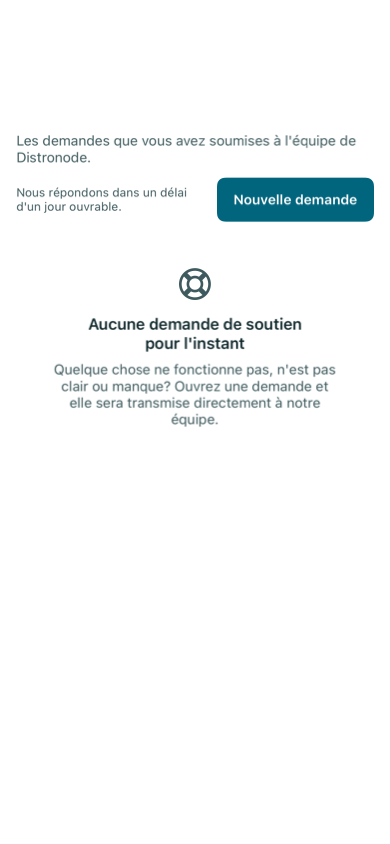 Les demandes que vous avez soumises à l'équipe de
Distronode.
Nous répondons dans un délai
d'un jour ouvrable.
Nouvelle demande
Aucune demande de soutien
pour l'instant
Quelque chose ne fonctionne pas, n'est pas
clair ou manque? Ouvrez une demande et
elle sera transmise directement à notre
équipe.